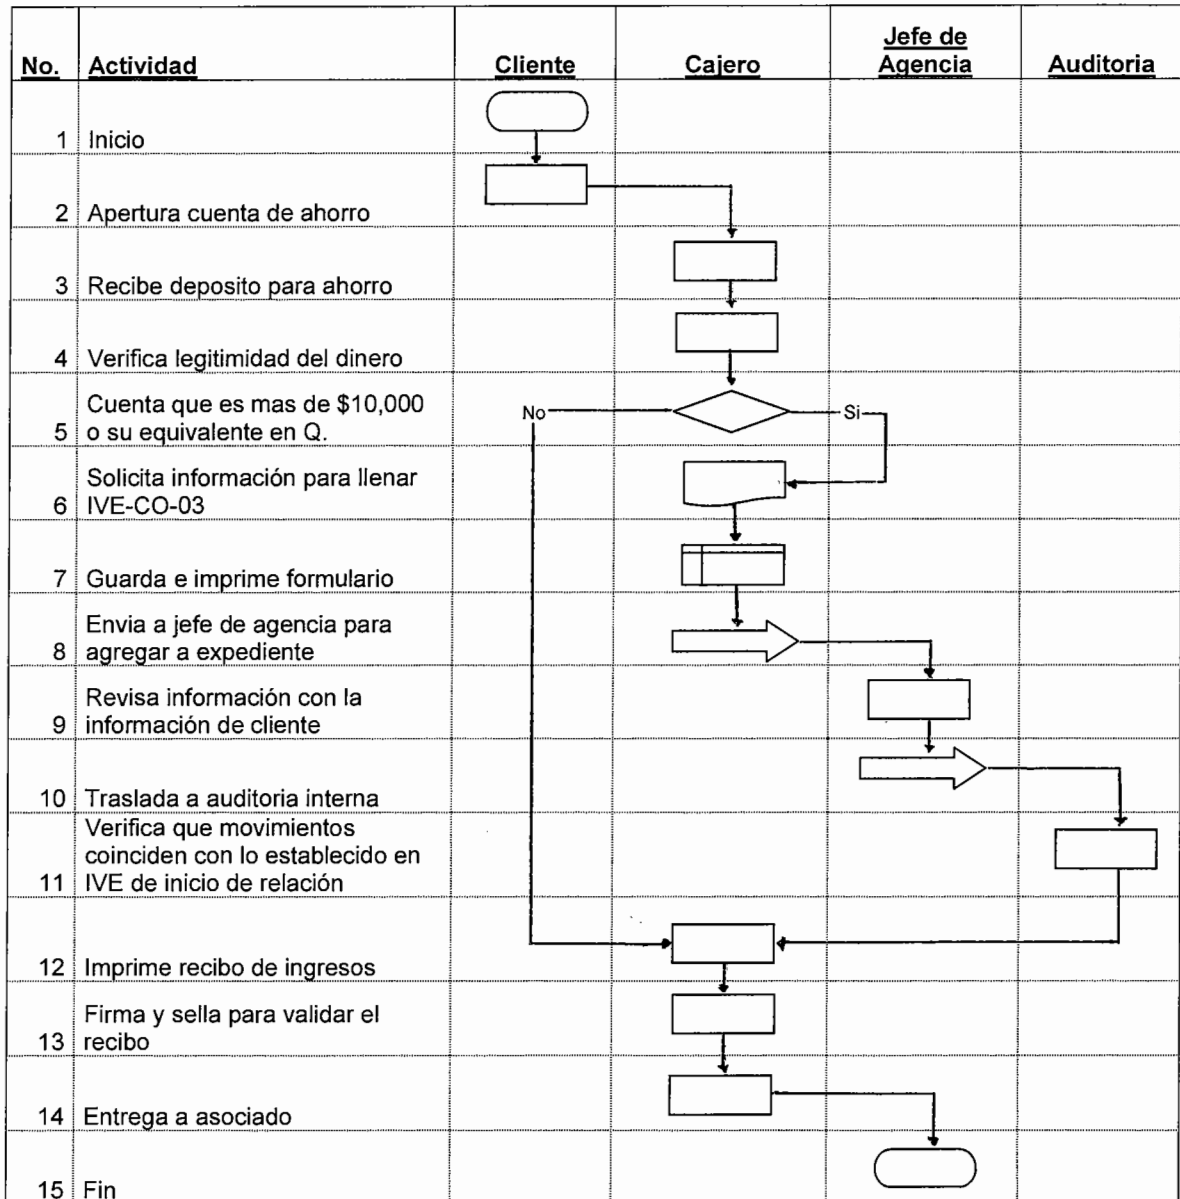 No. Actividad Cliente Cajero Jefe de Agencia Auditoria
1 Inicio
2 Apertura cuenta de ahorro
3 Recibe deposito para ahorro
4 Verifica legitimidad del dinero
Cuenta que es mas de $10,000
5 o su equivalente en Q.
No
Si
Solicita información para llenar
6 IVE-CO-03
7 Guarda e imprime formulario
Envia a jefe de agencia para
8 agregar a expediente
Revisa información con la
9 información de cliente
10 Traslada a auditoria interna
Verifica que movimientos
coinciden con lo establecido en
11 IVE de inicio de relación
12 Imprime recibo de ingresos
Firma y sella para validar el
13 recibo
14 Entrega a asociado
15 Fin